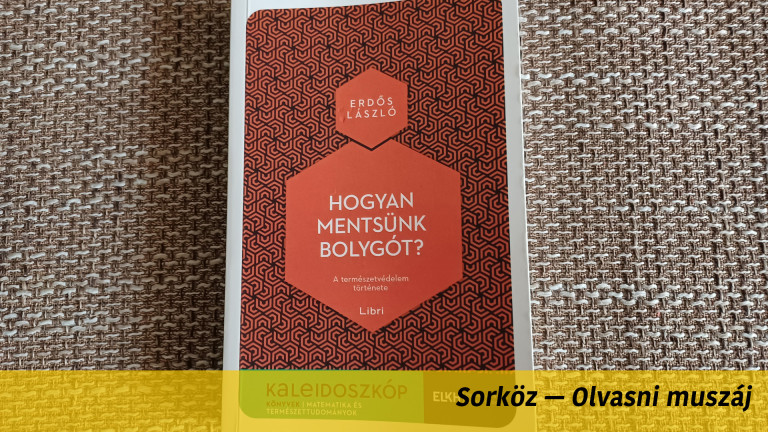 ERDŐS
LÁSZLÓ
HOGYAN
MENTSÜNK
BOLYGÓT?
A természetvédelem
története
Libri
KALEIDOSZKÓP
KÖNYVEK | MATEMATIKA ÉS
TERMÉSZETTUDOMÁNYOK
Sorköz — Olvasni muszáj